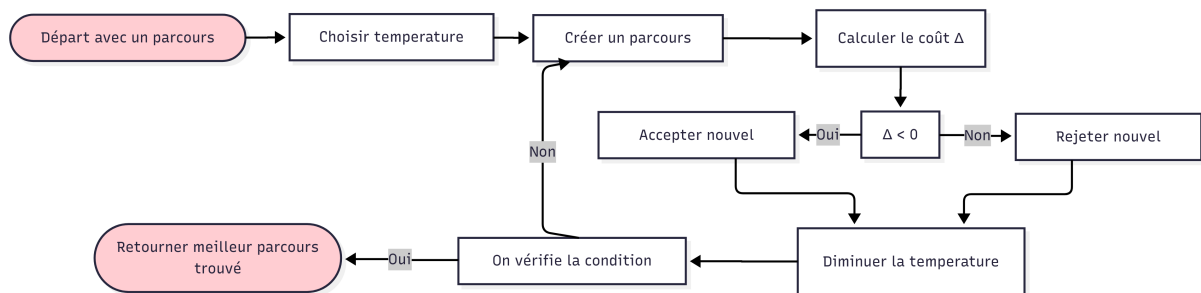 Départ avec un parcours
Choisir temperature
Créer un parcours
Calculer le coût Δ
Accepter nouvel
Oui
Δ < 0
Non
Rejeter nouvel
Non
Retourner meilleur parcours
trouvé
Oui
On vérifie la condition
Diminuer la temperature